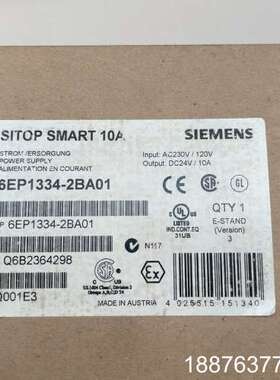 SITOP SMART 10A
SIEMENS
STROMVERSORGUNG
POWER SUPPLY
ALIMENTATION EN COURANT
Input: AC230V / 120V
Output: DC24V / 10A
6EP1334-2BA01
P 6EP1334-2BA01
LISTED
IND.CONT.EQ
31UB
QTY 1
E-STAND
(Version)
3
N117
Q6B2364298
Q001E3
Ex
MADE IN AUSTRIA
4 025515 151340
18876377